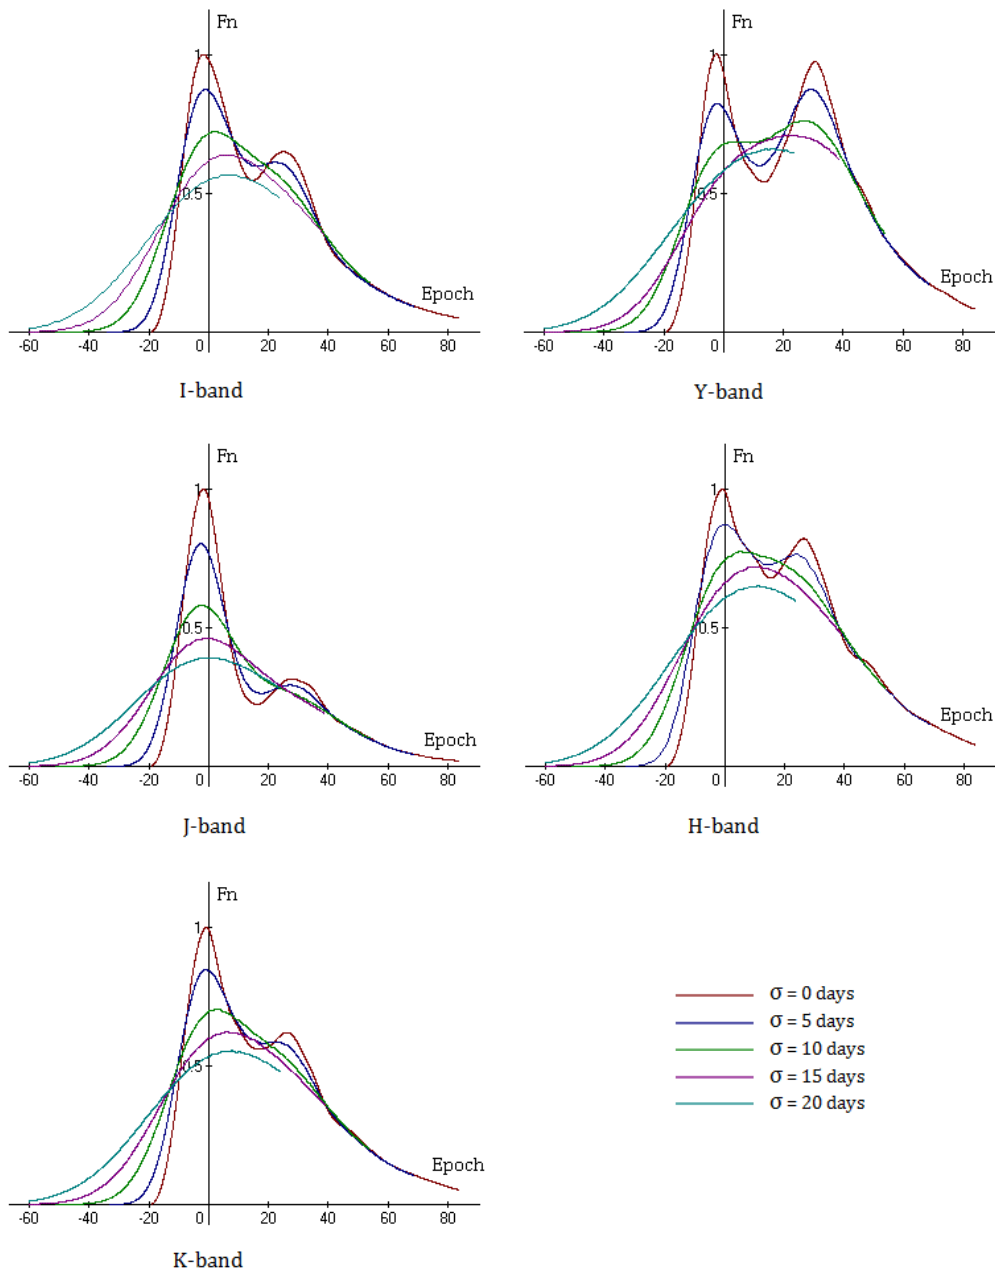 Fn
1
0.5
Epoch
-60 -40 -20 0 20 40 60 80
I-band
Fn
1
0.5
Epoch
-60 -40 -20 0 20 40 60 80
Y-band
Fn
1
0.5
Epoch
-60 -40 -20 0 20 40 60 80
J-band
Fn
1
0.5
Epoch
-60 -40 -20 0 20 40 60 80
H-band
Fn
1
0.5
Epoch
-60 -40 -20 0 20 40 60 80
K-band
σ = 0 days
σ = 5 days
σ = 10 days
σ = 15 days
σ = 20 days